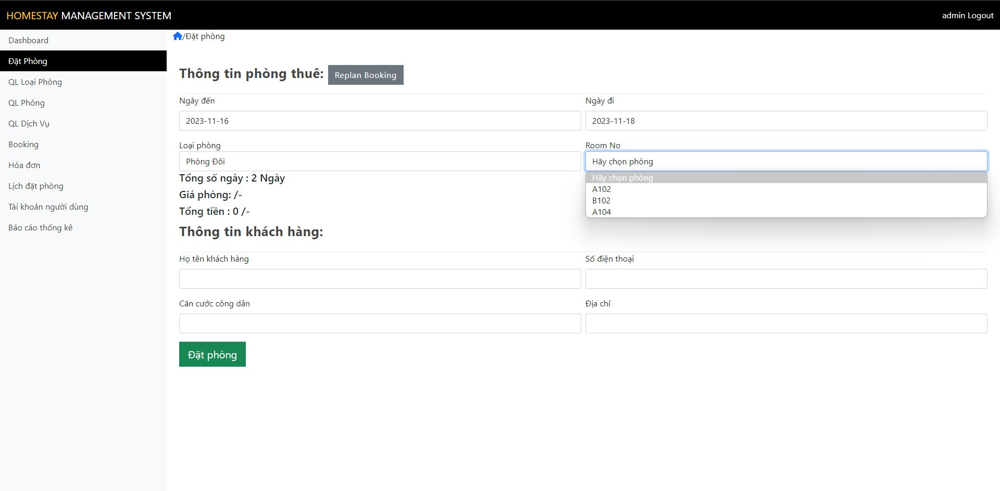 HOMESTAY MANAGEMENT SYSTEM
admin Logout
Dashboard
Đặt Phòng
QL Loại Phòng
QL Phòng
QL Dịch Vụ
Booking
Hóa đơn
Lịch đặt phòng
Tài khoản người dùng
Báo cáo thống kê
/Đặt phòng
Thông tin phòng thuê:
Replan Booking
Ngày đến
Ngày đi
2023-11-16
2023-11-18
Loại phòng
Room No
Phòng Đôi
Hãy chọn phòng
Hãy chọn phòng
A102
B102
A104
Tổng số ngày : 2 Ngày
Giá phòng: /-
Tổng tiền : 0 /-
Thông tin khách hàng:
Họ tên khách hàng
Số điện thoại
Căn cước công dân
Địa chỉ
Đặt phòng